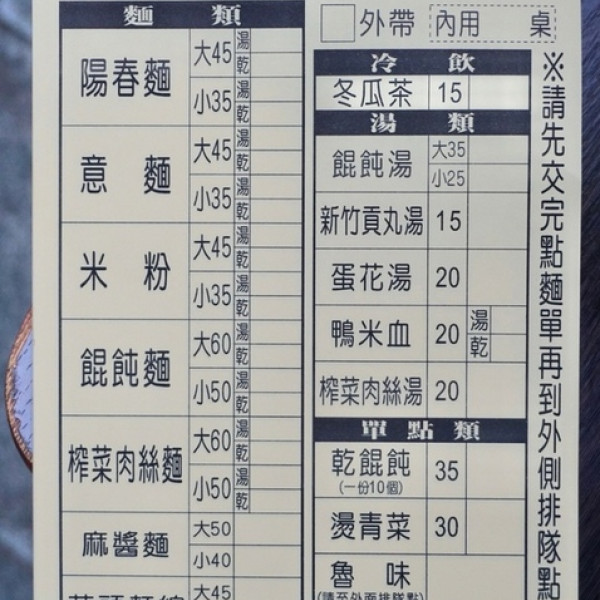 麵 類
陽春麵 大45 湯 乾
小35 湯 乾
意 麵 大45 湯 乾
小35 湯 乾
米 粉 大45 湯 乾
小35 湯 乾
餛飩麵 大60 湯 乾
小50 湯 乾
榨菜肉絲麵 大60 湯 乾
小50 湯 乾
麻醬麵 大50
小40
大45
外帶 內用 桌
冷 飲
冬瓜茶 15
湯 類
餛飩湯 大35
小25
新竹貢丸湯 15
蛋花湯 20
鴨米血 20 湯 乾
榨菜肉絲湯 20
單 點 類
乾餛飩 35
(一份10個)
燙青菜 30
魯 味
(請至外面排隊點)
※請先交完點麵單再到外側排隊點